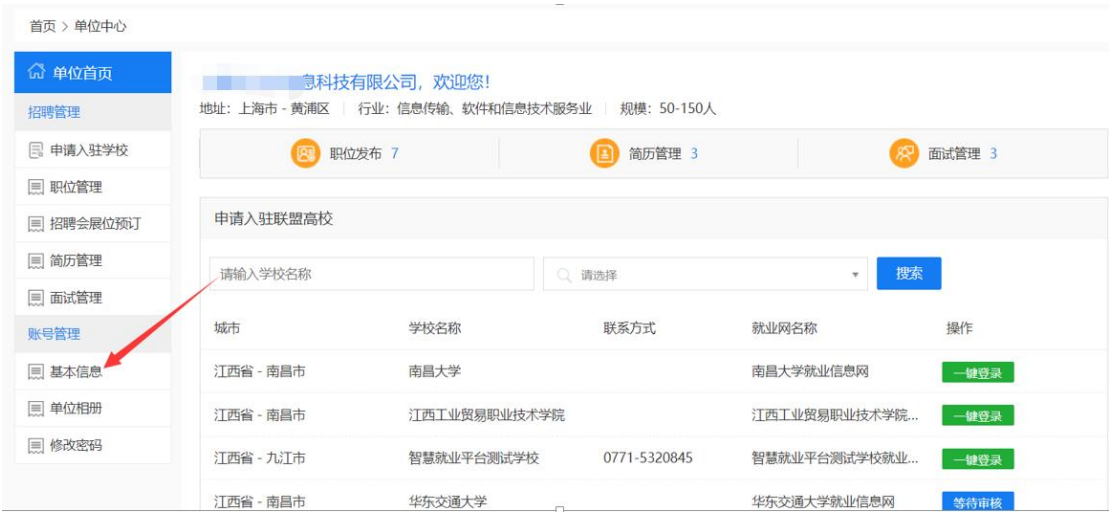 首页 > 单位中心
单位首页
招聘管理
申请入驻学校
职位管理
招聘会展位预订
简历管理
面试管理
账号管理
基本信息
单位相册
修改密码
息科技有限公司，欢迎您！
地址：上海市 - 黄浦区 | 行业：信息传输、软件和信息技术服务业 | 规模：50-150人
职位发布 7 简历管理 3 面试管理 3
申请入驻联盟高校
请输入学校名称 请选择 搜索
城市 学校名称 联系方式 就业网名称 操作
江西省 - 南昌市 南昌大学 南昌大学就业信息网 一键登录
江西省 - 南昌市 江西工业贸易职业技术学院 江西工业贸易职业技术学院... 一键登录
江西省 - 九江市 智慧就业平台测试学校 0771-5320845 智慧就业平台测试学校就业... 一键登录
江西省 - 南昌市 华东交通大学 华东交通大学就业信息网 等待审核